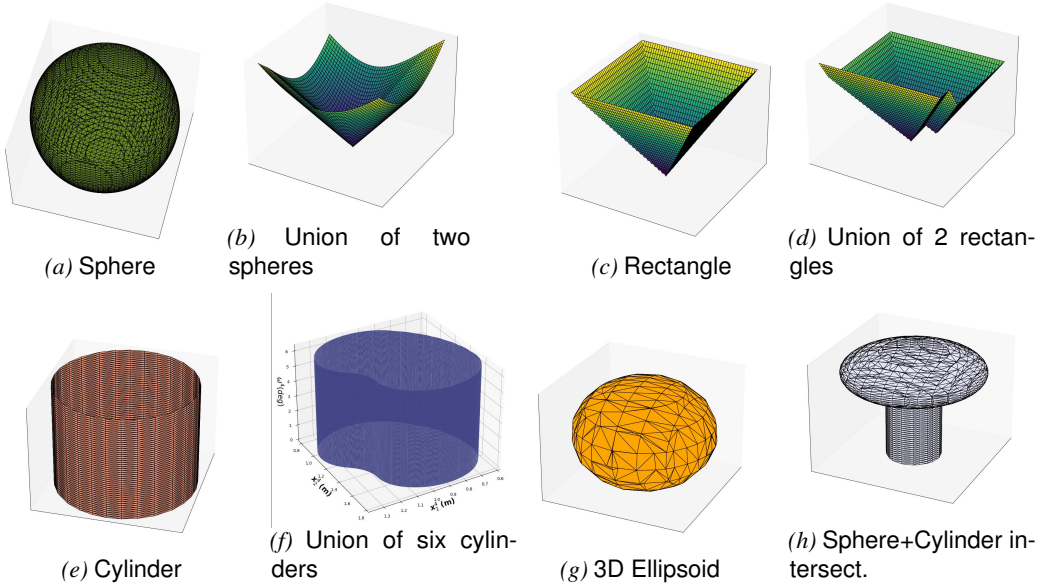 (a) Sphere
(b) Union of two
spheres
(c) Rectangle
(d) Union of 2 rectan-
gles
(e) Cylinder
(f) Union of six cylin-
ders
(g) 3D Ellipsoid
(h) Sphere+Cylinder in-
tersect.